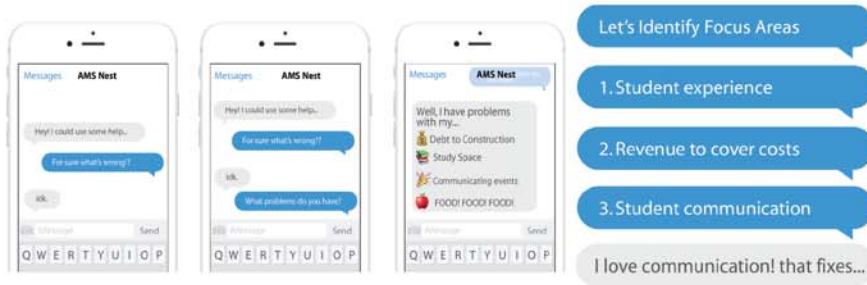 Messages AMS Nest
Hey! I could use some help..
For sure what's wrong??
idk.
Message Send
Q W E R T Y U I O P
Messages AMS Nest
Hey! I could use some help..
For sure what's wrong??
idk.
What problems do you have?
Message Send
Q W E R T Y U I O P
Messages AMS Nest
Well, I have problems
with my...
Debt to Construction
Study Space
Communicating events
FOOD! FOOD! FOOD!
Message Send
Q W E R T Y U I O P
Let's Identify Focus Areas
1. Student experience
2. Revenue to cover costs
3. Student communication
I love communication! that fixes...